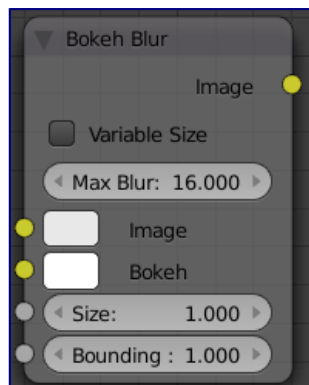 Bokeh Blur
Image
Variable Size
Max Blur: 16.000
Image
Bokeh
Size: 1.000
Bounding : 1.000